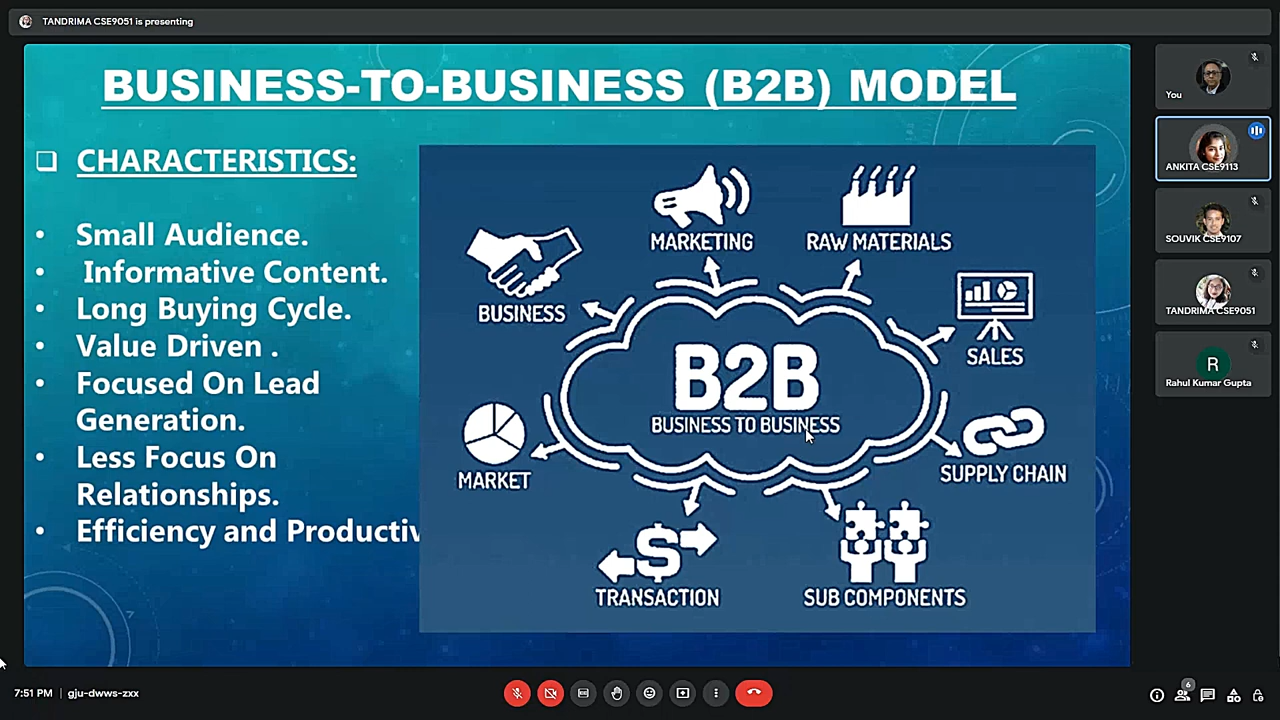 TANDRIMA CSE9051 is presenting
BUSINESS-TO-BUSINESS (B2B) MODEL
CHARACTERISTICS:
• Small Audience.
• Informative Content.
• Long Buying Cycle.
• Value Driven .
• Focused On Lead
Generation.
• Less Focus On
Relationships.
• Efficiency and Productiv
MARKETING
RAW MATERIALS
BUSINESS
SALES
B2B
BUSINESS TO BUSINESS
MARKET
SUPPLY CHAIN
TRANSACTION
SUB COMPONENTS
You
ANKITA CSE9113
SOUVIK CSE9107
TANDRIMA CSE9051
R
Rahul Kumar Gupta
7:51 PM | gju-dwws-zxx
6